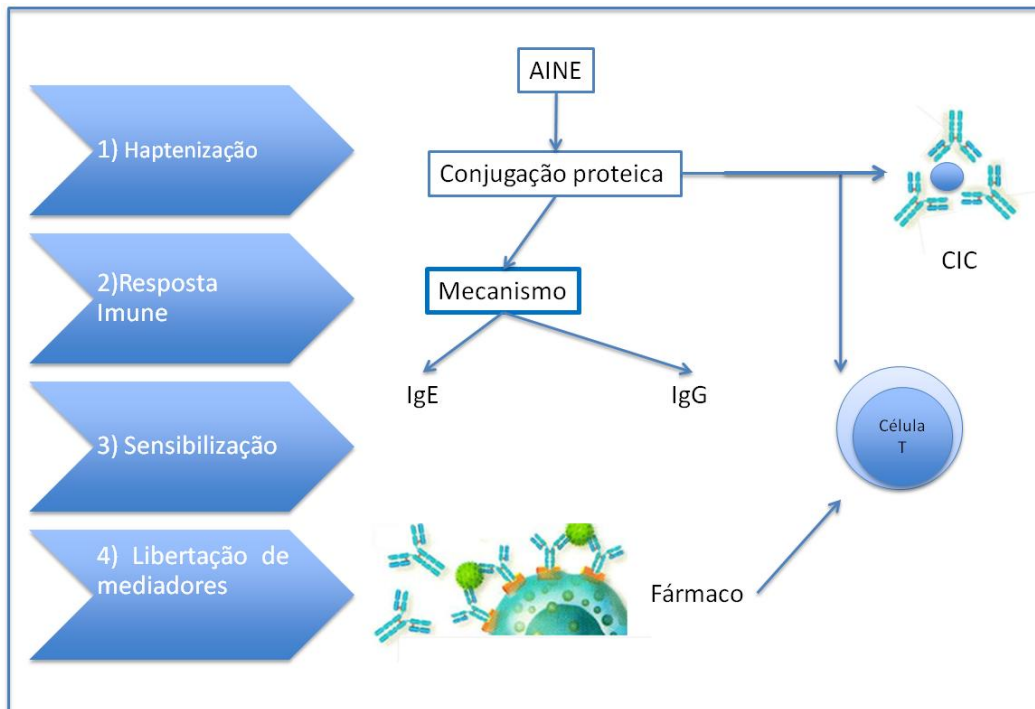 1) Haptenização
2)Resposta
Imune
3) Sensibilização
4) Libertação de
mediadores
AINE
Conjugação proteica
Mecanismo
IgE
IgG
CIC
Célula
T
Fármaco